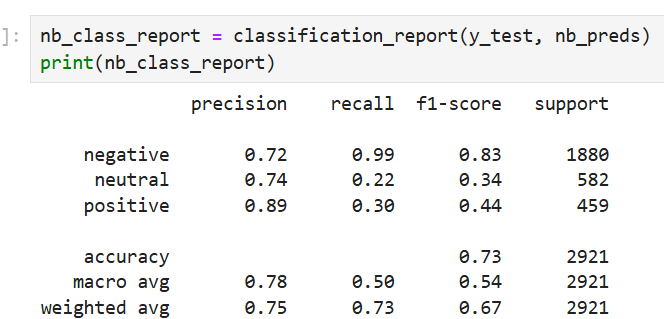 ]: nb_class_report = classification_report(y_test, nb_preds)
print(nb_class_report)
precision recall f1-score support
negative 0.72 0.99 0.83 1880
neutral 0.74 0.22 0.34 582
positive 0.89 0.30 0.44 459
accuracy 0.73 2921
macro avg 0.78 0.50 0.54 2921
weighted avg 0.75 0.73 0.67 2921